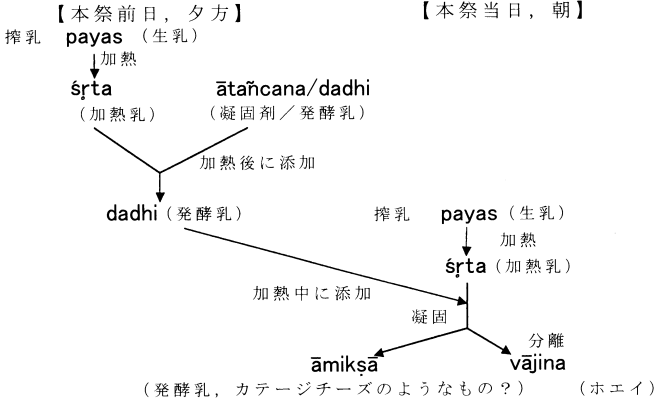 【本祭前日，夕方】
【本祭当日，朝】
搾乳 payas （生乳）
加熱
śṛta
ātañcana/dadhi
（加熱乳）
（凝固剤／発酵乳）
加熱後に添加
dadhi（発酵乳）
搾乳 payas（生乳）
加熱
śṛta（加熱乳）
加熱中に添加
凝固
分離
āmikṣā
vājina
（発酵乳，カテージチーズのようなもの？）
（ホエイ）